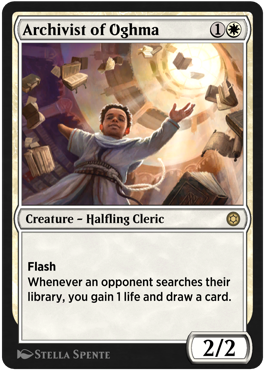 Archivist of Oghma 1
Creature – Halfling Cleric
Flash
Whenever an opponent searches their
library, you gain 1 life and draw a card.
2/2
Stella Spente